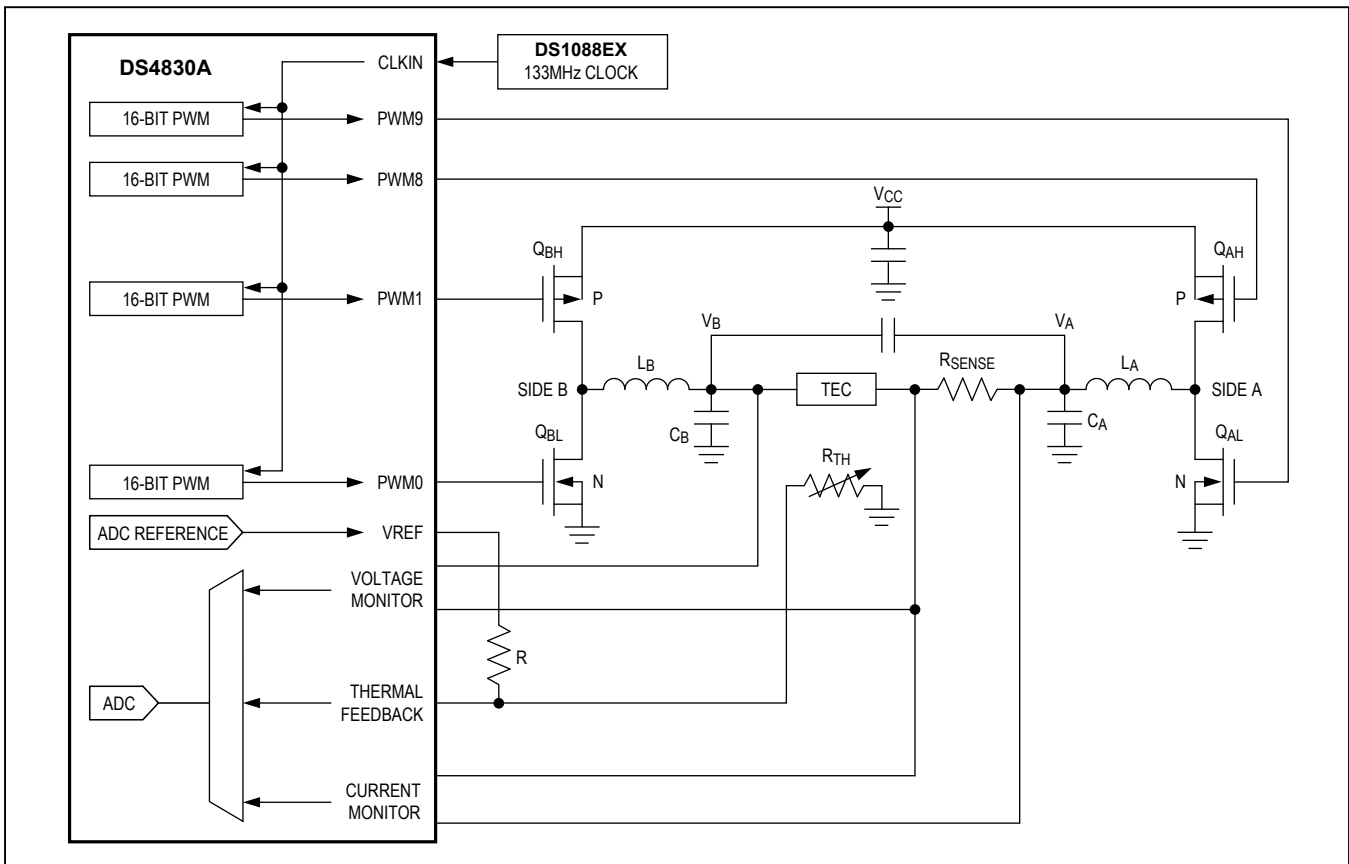 DS4830A
CLKIN
DS1088EX
133MHz CLOCK
16-BIT PWM
PWM9
16-BIT PWM
PWM8
VCC
QBH
QAH
16-BIT PWM
PWM1
P
P
VB
VA
LB
RSENSE
LA
SIDE B
TEC
SIDE A
CB
CA
QBL
QAL
RTH
16-BIT PWM
PWM0
N
N
ADC REFERENCE
VREF
VOLTAGE
MONITOR
R
ADC
THERMAL
FEEDBACK
CURRENT
MONITOR